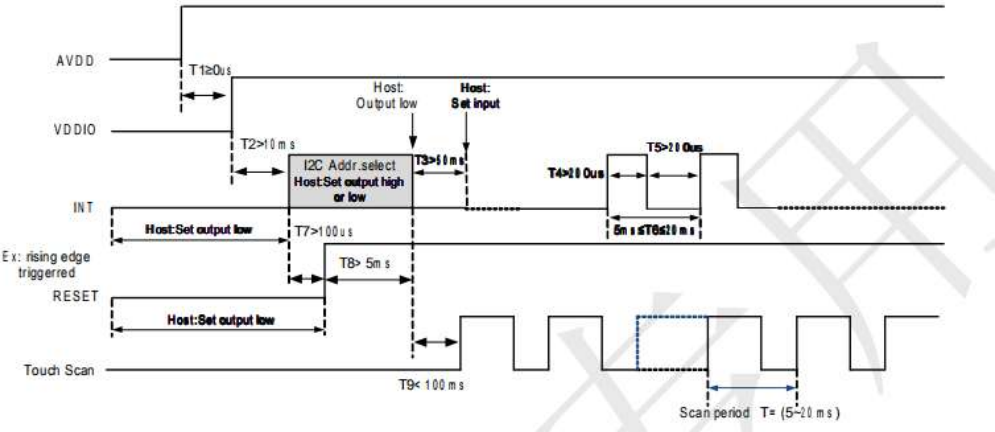 AVDD
T1≥0us
VDDIO
Host:
Output low
Host:
Set input
T2>10ms
I2C Addr.select
Host:Set output high
or low
T3>50ms
T4>200us
T5>200us
INT
Host:Set output low
T7>100us
5ms≤T6≤20ms
Ex: rising edge
triggerred
T8> 5ms
RESET
Host:Set output low
Touch Scan
T9< 100ms
Scan period T= (5~20ms)